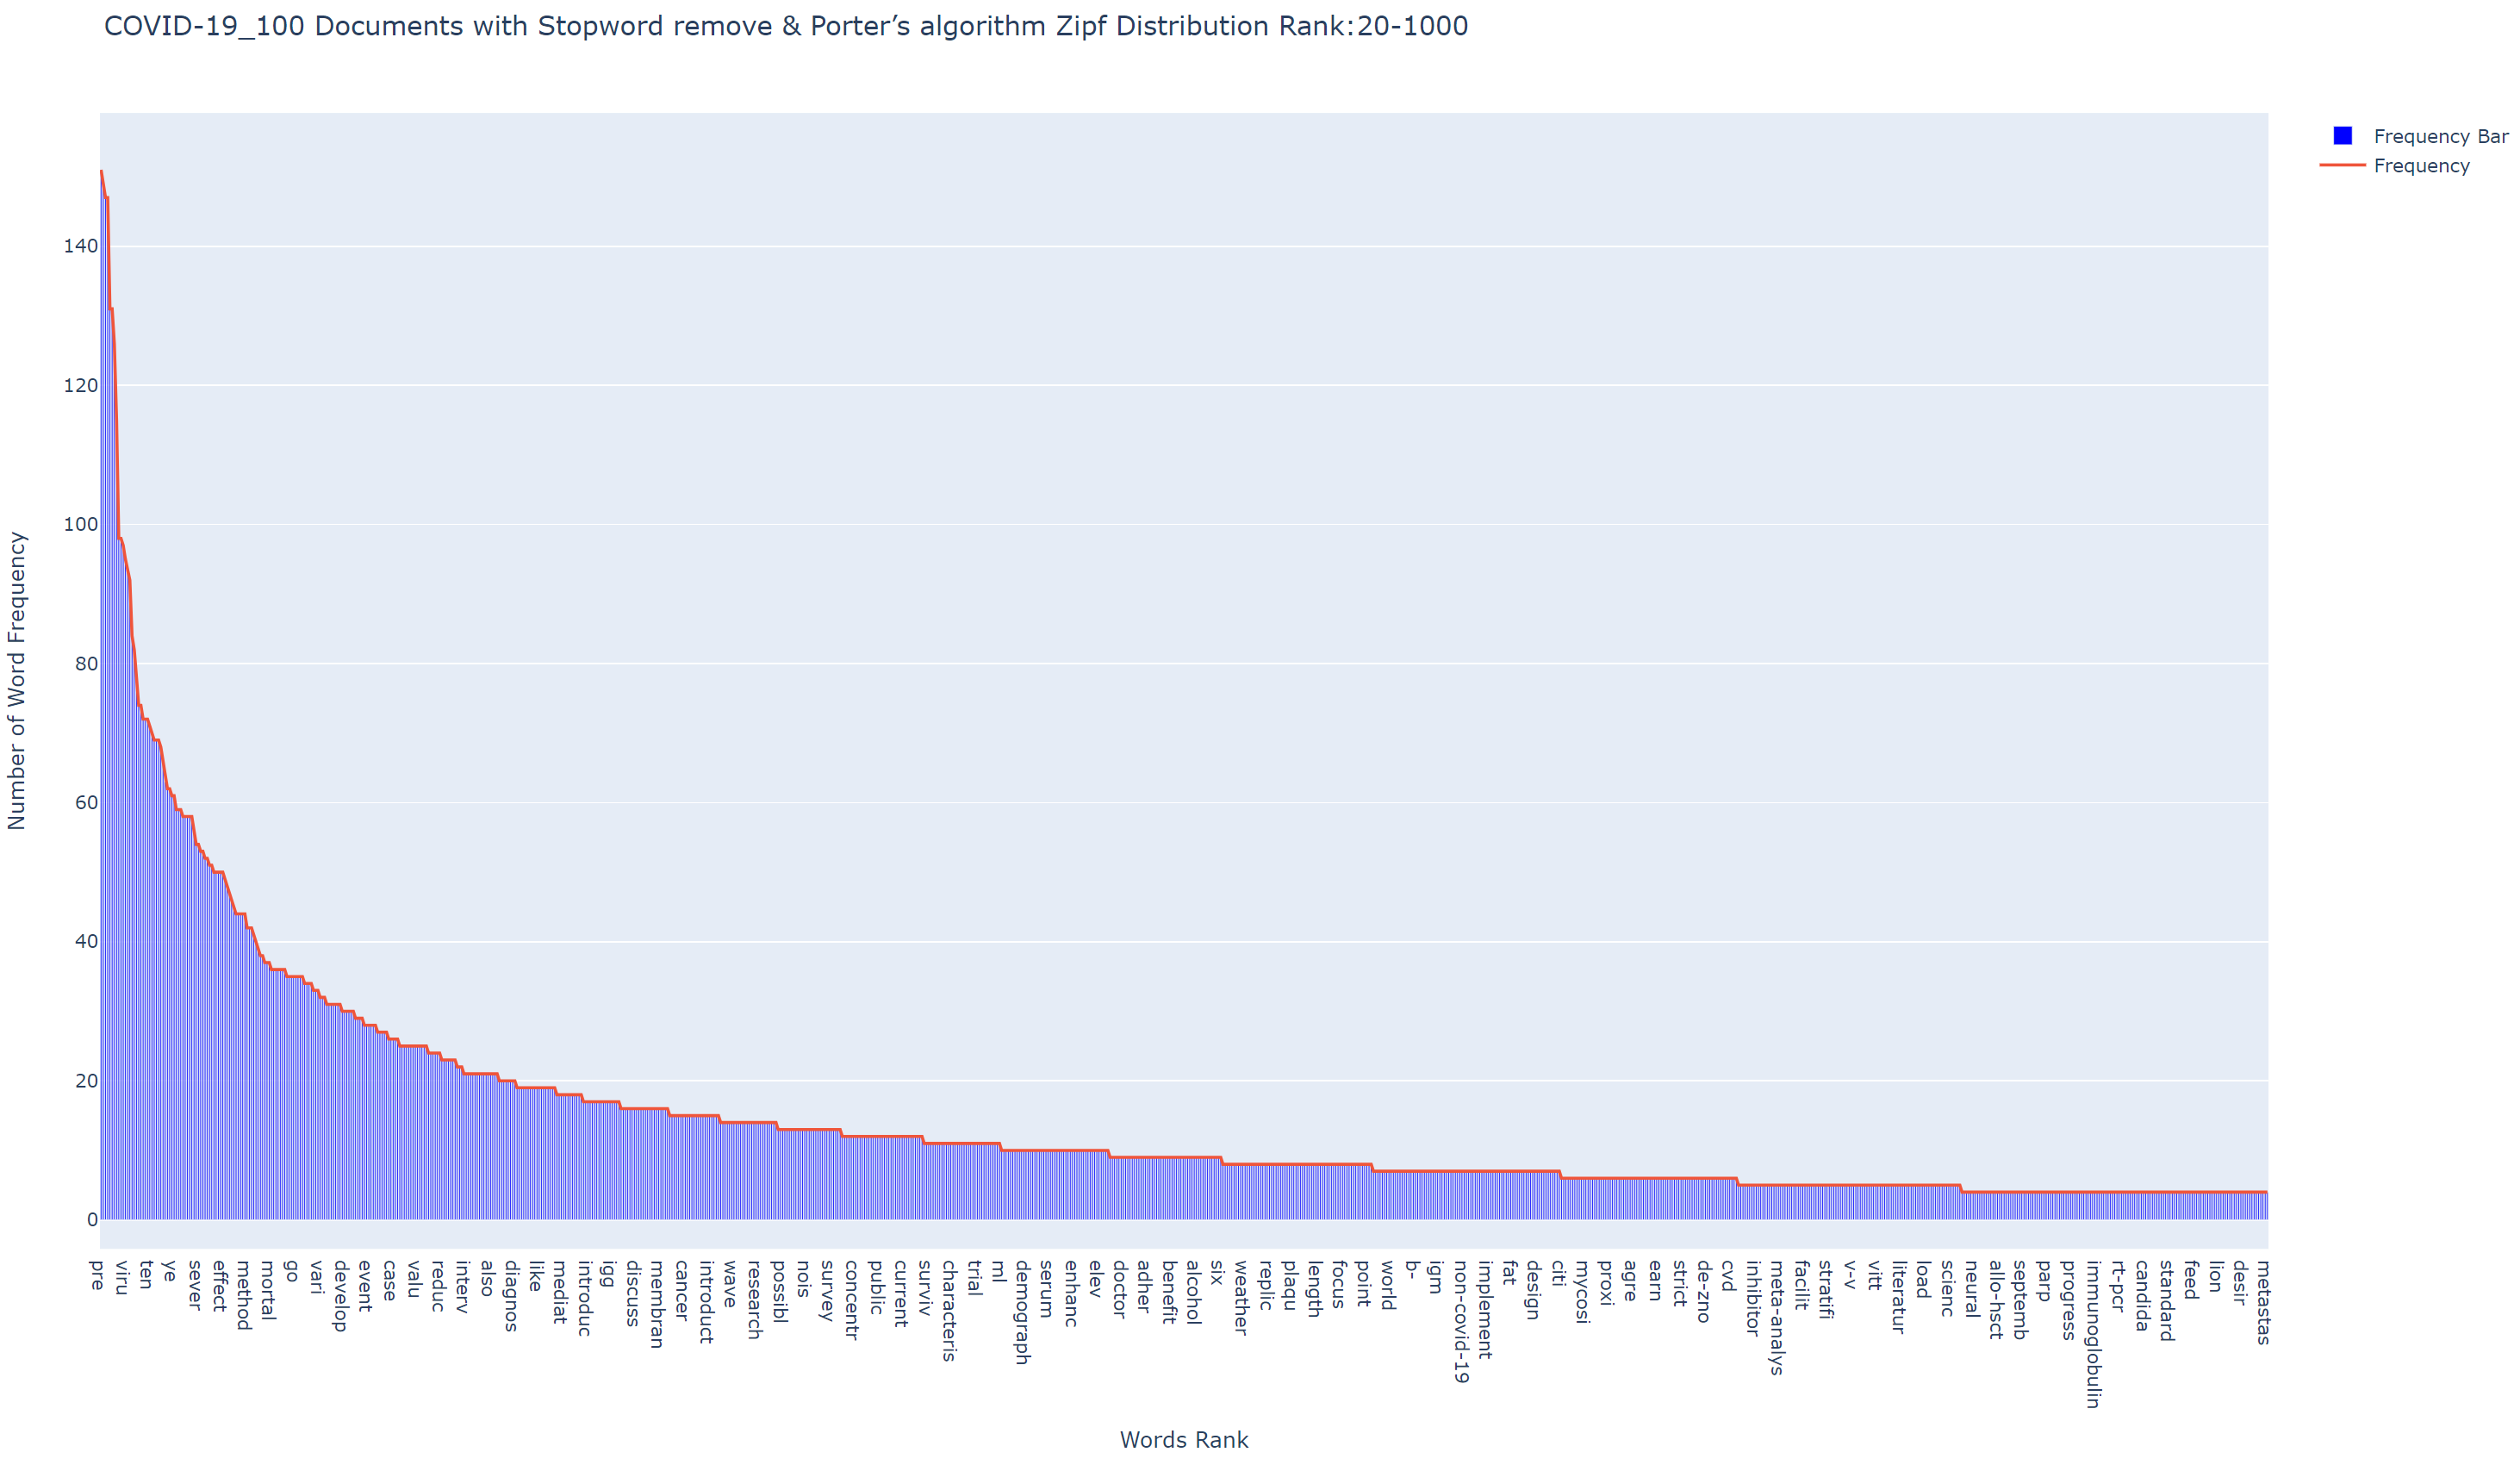 COVID-19_100 Documents with Stopword remove & Porter’s algorithm Zipf Distribution Rank:20-1000
Frequency Bar
Frequency
Number of Word Frequency
140
120
100
80
60
40
20
0
pre
viru
ten
ye
sever
effect
method
mortal
go
vari
develop
event
case
valu
reduc
interv
also
diagnos
like
mediat
introduc
igg
discuss
membran
cancer
introduct
wave
research
possibl
nois
survey
concentr
public
current
surviv
characteris
trial
ml
demograph
serum
enhanc
elev
doctor
adher
benefit
alcohol
six
weather
replic
plaqu
length
focus
point
world
b-
igm
non-covid-19
implement
fat
design
citi
mycosi
proxi
agre
earn
strict
de-zno
cvd
inhibitor
meta-analys
facilit
stratifi
v-v
vitt
literatur
load
scienc
neural
allo-hsct
septemb
parp
progress
immunoglobulin
rt-pcr
candida
standard
feed
lion
desir
metastas
Words Rank